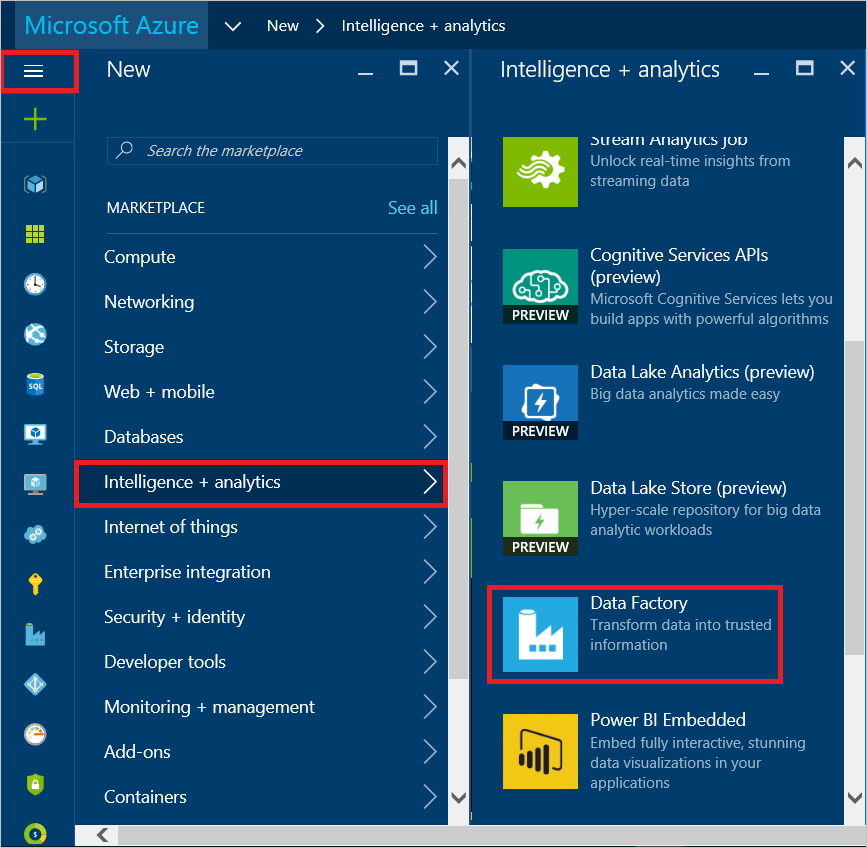 Microsoft Azure
New
Intelligence + analytics
New
Search the marketplace
MARKETPLACE
See all
Compute
Networking
Storage
Web + mobile
Databases
Intelligence + analytics
Internet of things
Enterprise integration
Security + identity
Developer tools
Monitoring + management
Add-ons
Containers
Intelligence + analytics
Stream Analytics Job
Unlock real-time insights from
streaming data
PREVIEW
Cognitive Services APIs
(preview)
Microsoft Cognitive Services lets you
build apps with powerful algorithms
PREVIEW
Data Lake Analytics (preview)
Big data analytics made easy
PREVIEW
Data Lake Store (preview)
Hyper-scale repository for big data
analytic workloads
Data Factory
Transform data into trusted
information
Power BI Embedded
Embed fully interactive, stunning
data visualizations in your
applications
SQL
$